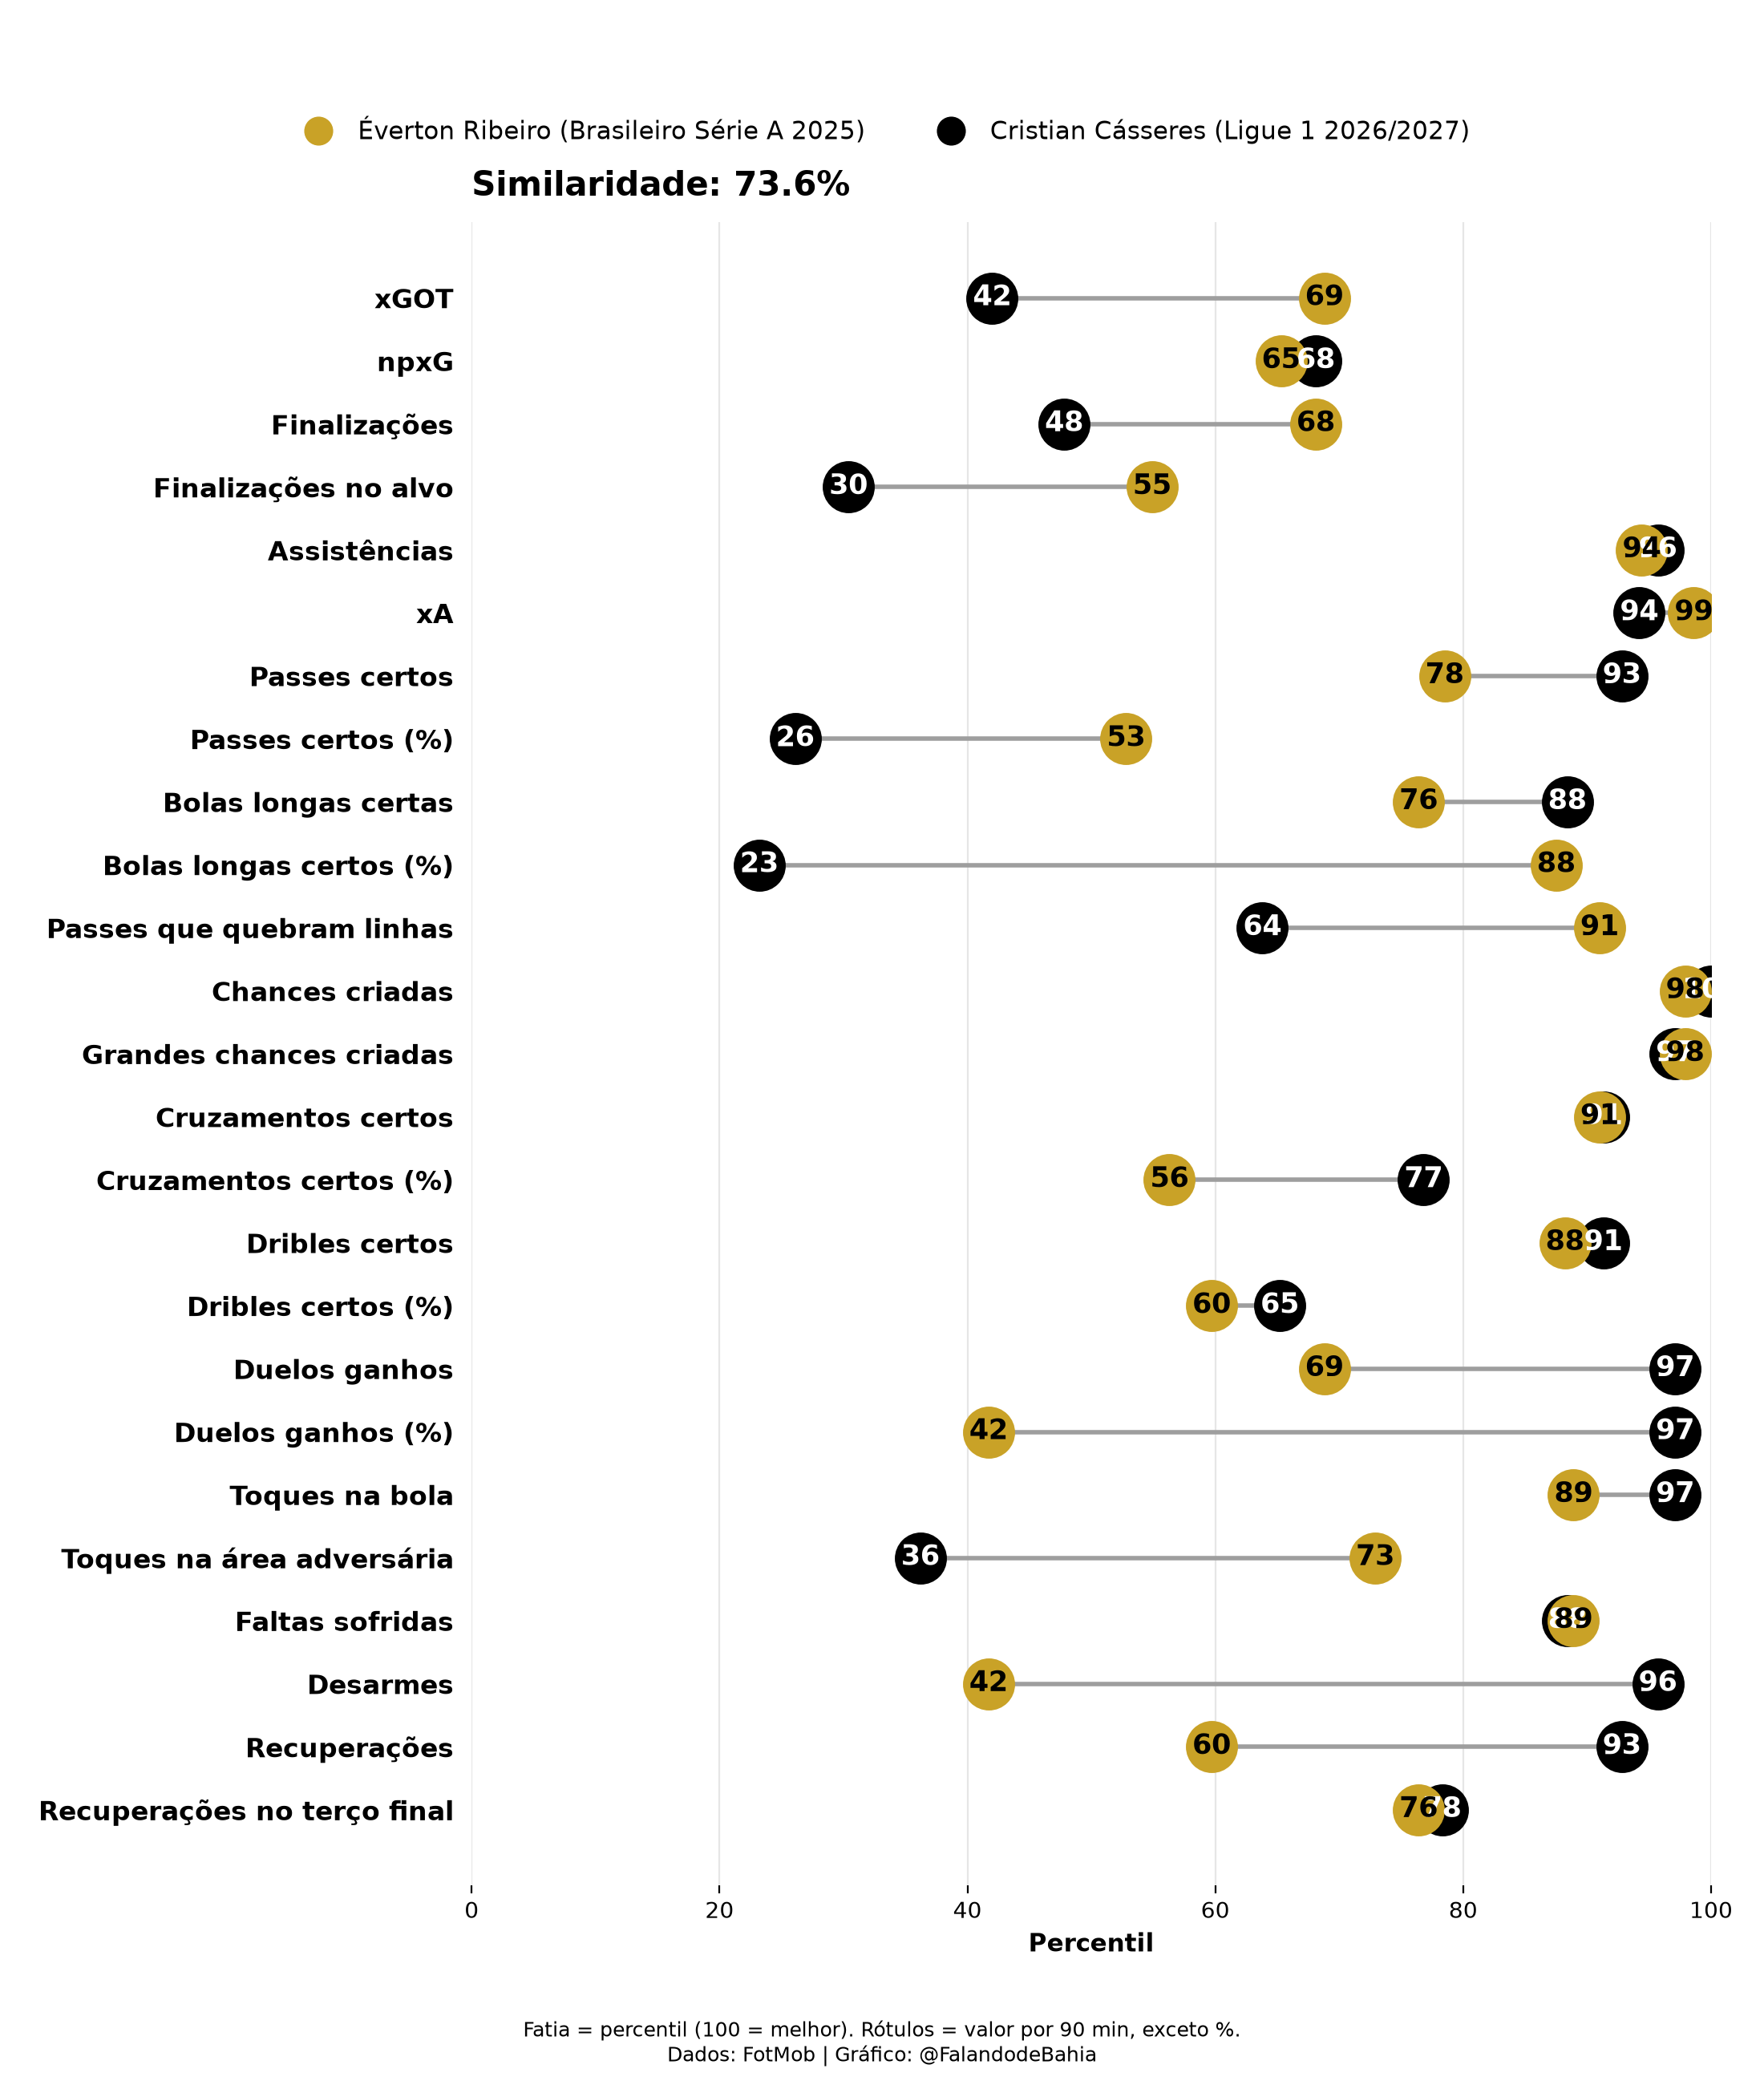 Éverton Ribeiro (Brasileiro Série A 2025) Cristian Cásseres (Ligue 1 2026/2027)
Similaridade: 73.6%
xGOT 42 69
npxG 65 68
Finalizações 48 68
Finalizações no alvo 30 55
Assistências 94
xA 94 99
Passes certos 78 93
Passes certos (%) 26 53
Bolas longas certas 76 88
Bolas longas certos (%) 23 88
Passes que quebram linhas 64 91
Chances criadas 98
Grandes chances criadas 98
Cruzamentos certos 91
Cruzamentos certos (%) 56 77
Dribles certos 88 91
Dribles certos (%) 60 65
Duelos ganhos 69 97
Duelos ganhos (%) 42 97
Toques na bola 89 97
Toques na área adversária 36 73
Faltas sofridas 89
Desarmes 42 96
Recuperações 60 93
Recuperações no terço final 76 78
0 20 40 60 80 100
Percentil
Fatia = percentil (100 = melhor). Rótulos = valor por 90 min, exceto %.
Dados: FotMob | Gráfico: @FalandodeBahia